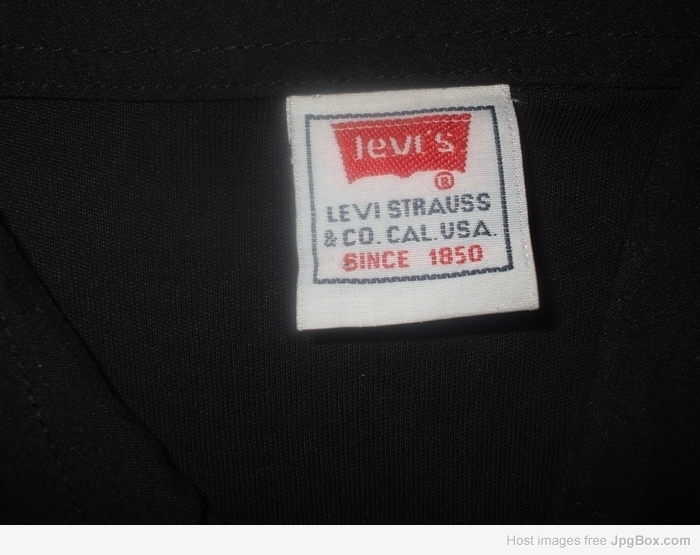 levi's
®
LEVI STRAUSS
& CO. CAL. USA.
SINCE 1850
Host images free JpgBox.com